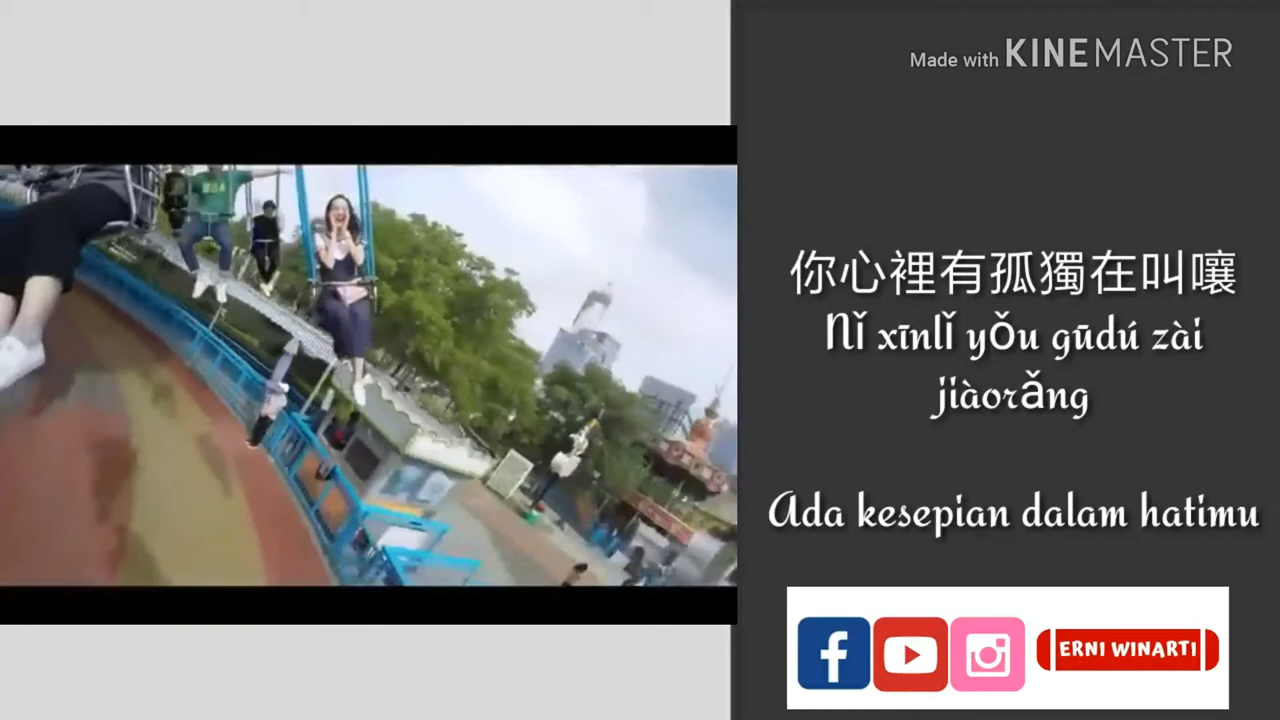 Made with KINEMASTER
你心裡有孤獨在叫嚷
Nǐ xīnlǐ yǒu gūdú zài
jiàorǎng
Ada kesepian dalam hatimu
ERNI WINARTI